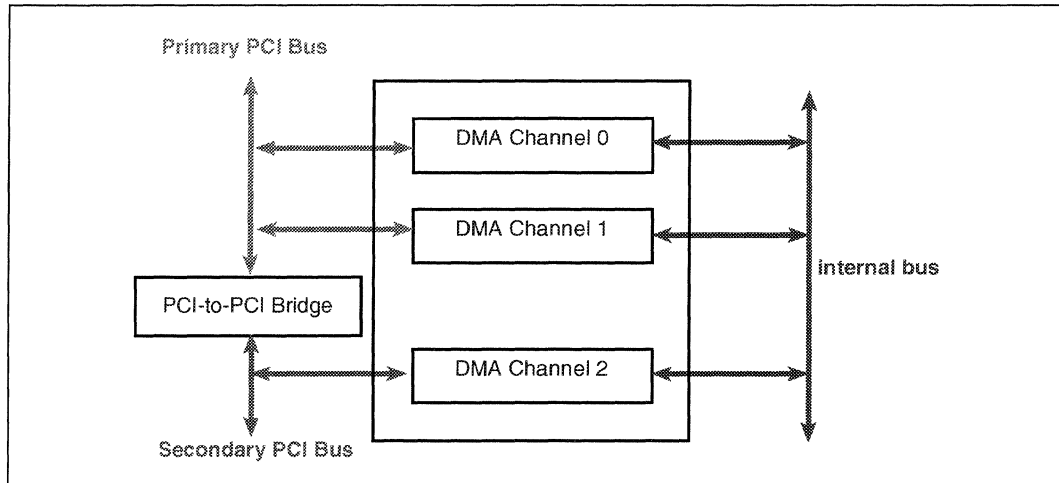 Primary PCI Bus
DMA Channel 0
DMA Channel 1
internal bus
PCI-to-PCI Bridge
DMA Channel 2
Secondary PCI Bus